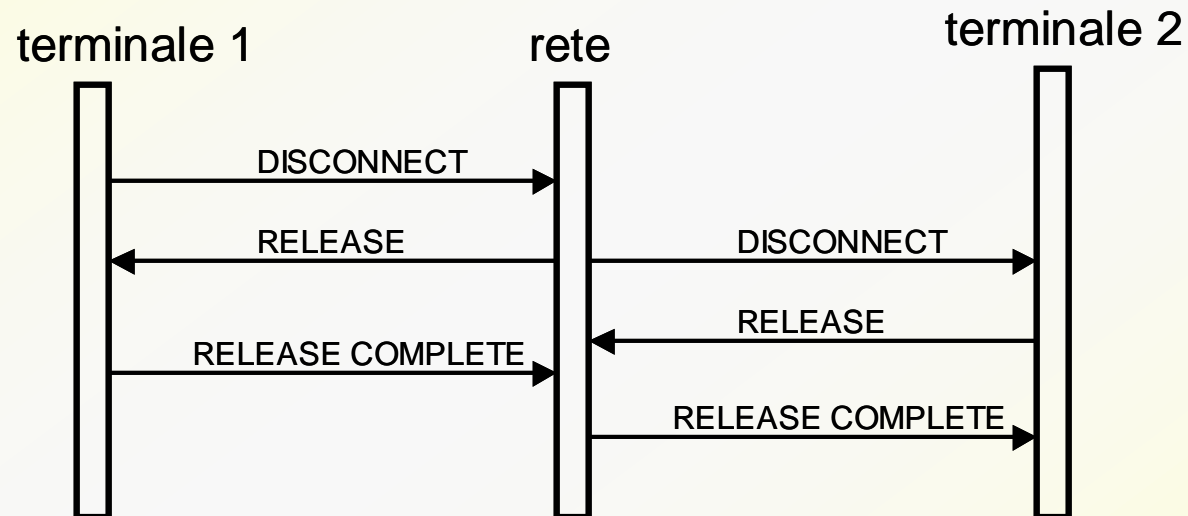 terminale 1
rete
terminale 2
DISCONNECT
RELEASE
DISCONNECT
RELEASE
RELEASE COMPLETE
RELEASE COMPLETE